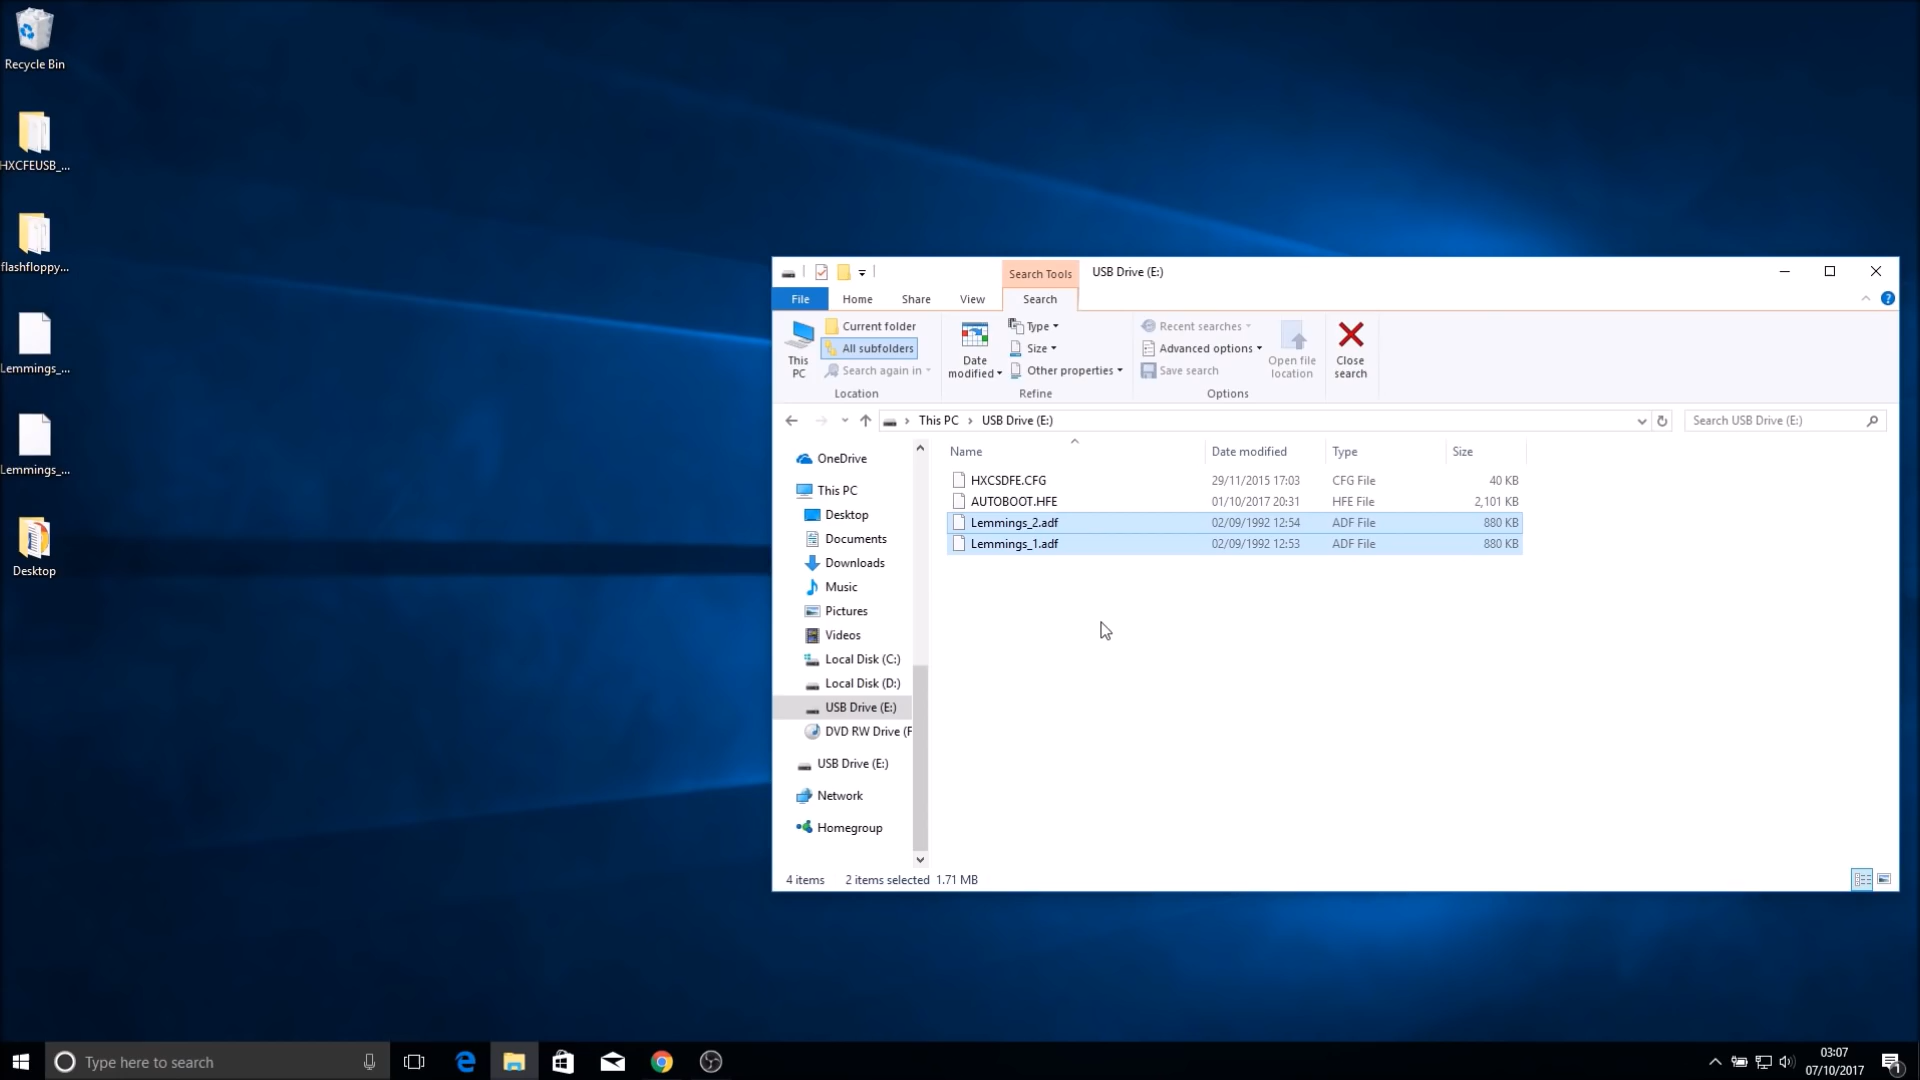 Recycle Bin
HXCFEUSB_...
flashfloppy...
Lemmings_...
Lemmings_...
Desktop
Search Tools
USB Drive (E:)
File
Home
Share
View
Search
This PC
Current folder
All subfolders
Search again in
Location
Date modified
Type
Size
Other properties
Refine
Recent searches
Advanced options
Save search
Options
Open file location
Close search
This PC > USB Drive (E:)
Search USB Drive (E:)
OneDrive
This PC
Desktop
Documents
Downloads
Music
Pictures
Videos
Local Disk (C:)
Local Disk (D:)
USB Drive (E:)
DVD RW Drive (F
USB Drive (E:)
Network
Homegroup
Name Date modified Type Size
HXCSDFE.CFG 29/11/2015 17:03 CFG File 40 KB
AUTOBOOT.HFE 01/10/2017 20:31 HFE File 2,101 KB
Lemmings_2.adf 02/09/1992 12:54 ADF File 880 KB
Lemmings_1.adf 02/09/1992 12:53 ADF File 880 KB
4 items 2 items selected 1.71 MB
Type here to search
03:07
07/10/2017
1